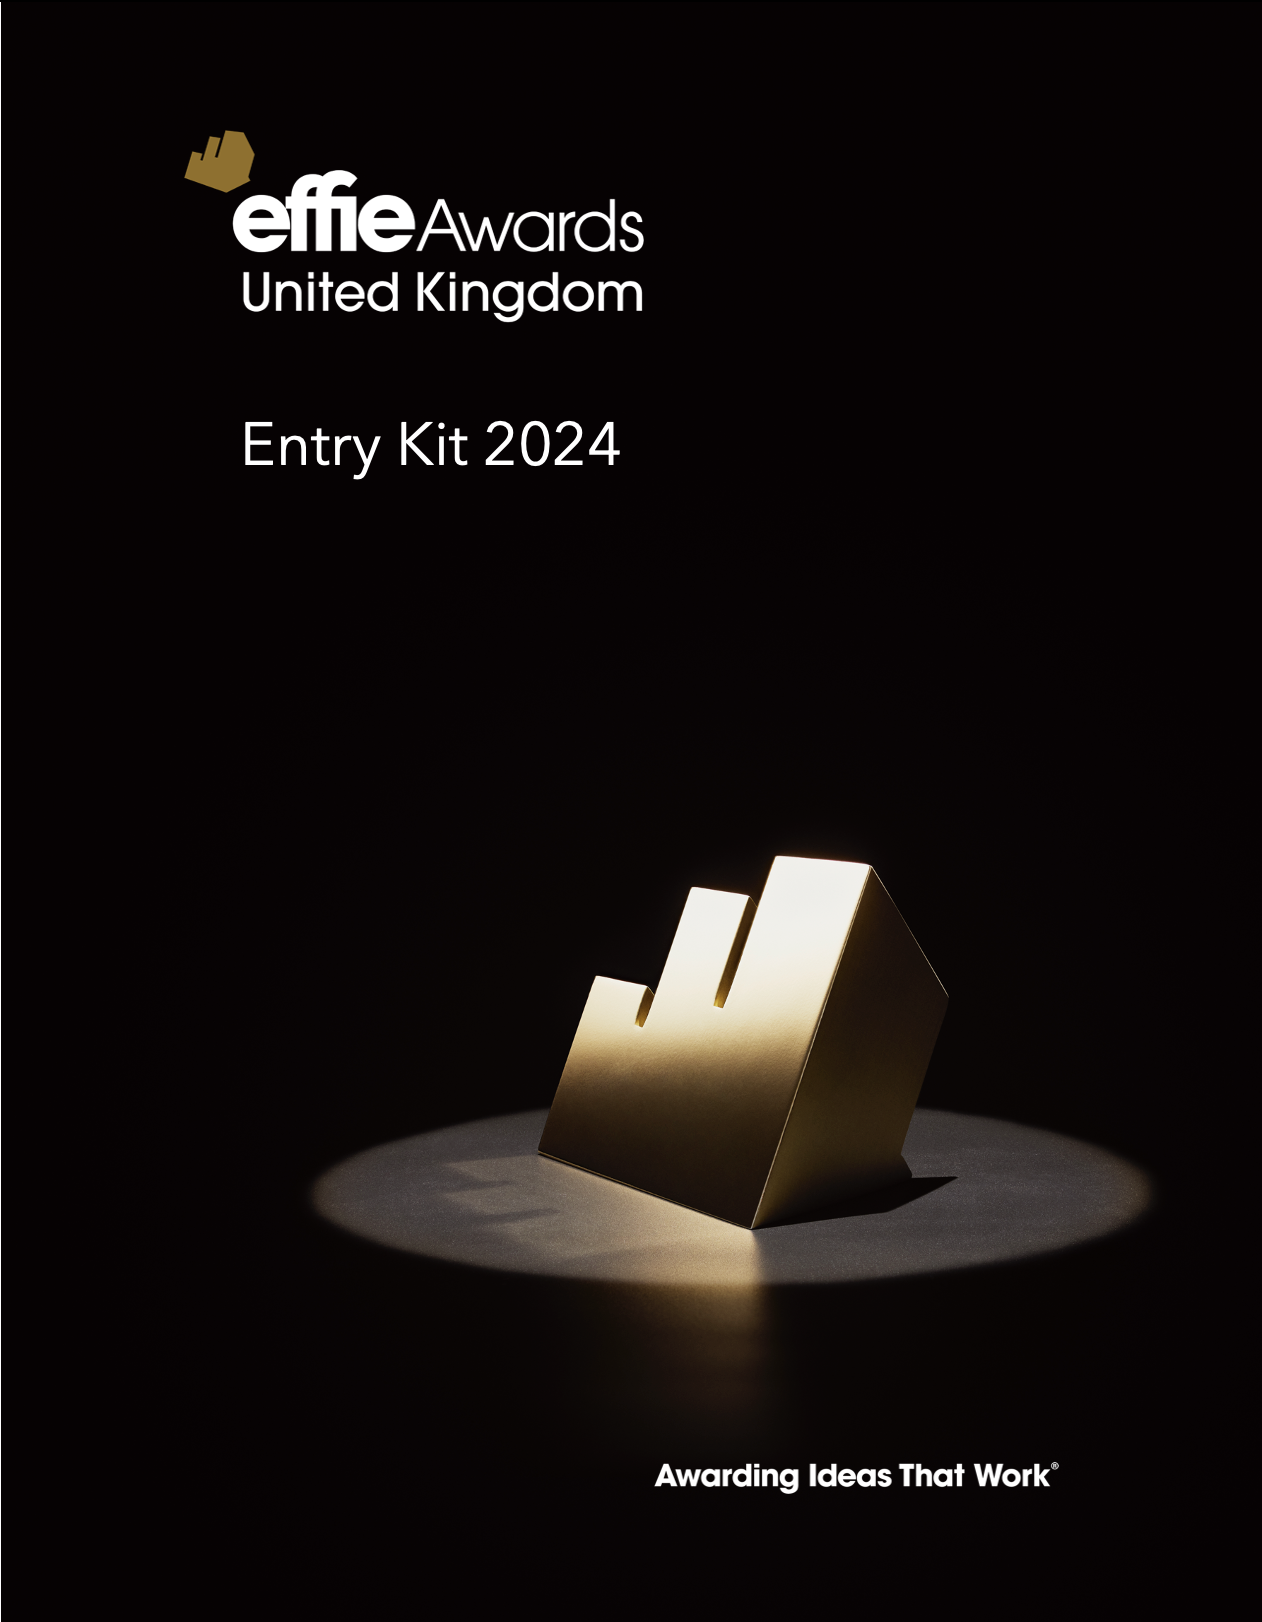 effie Awards
United Kingdom
Entry Kit 2024
Awarding Ideas That Work®